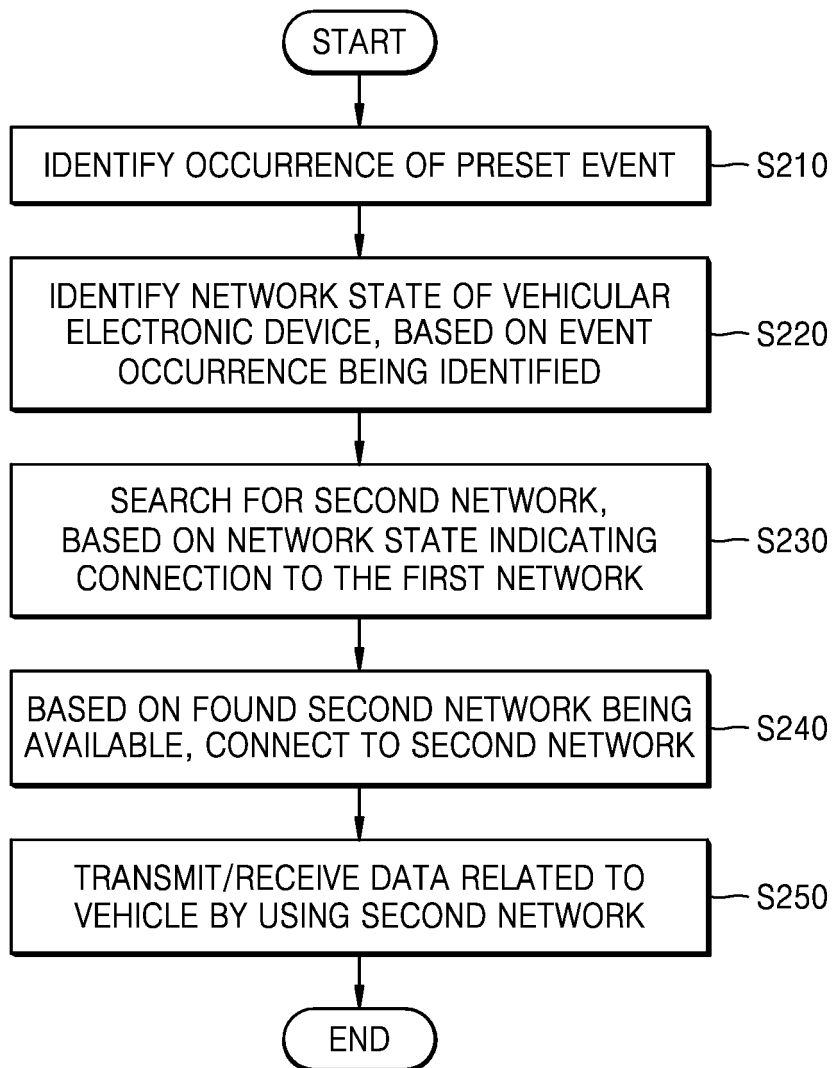 START
IDENTIFY OCCURRENCE OF PRESET EVENT
S210
IDENTIFY NETWORK STATE OF VEHICULAR
ELECTRONIC DEVICE, BASED ON EVENT
OCCURRENCE BEING IDENTIFIED
S220
SEARCH FOR SECOND NETWORK,
BASED ON NETWORK STATE INDICATING
CONNECTION TO THE FIRST NETWORK
S230
BASED ON FOUND SECOND NETWORK BEING
AVAILABLE, CONNECT TO SECOND NETWORK
S240
TRANSMIT/RECEIVE DATA RELATED TO
VEHICLE BY USING SECOND NETWORK
S250
END